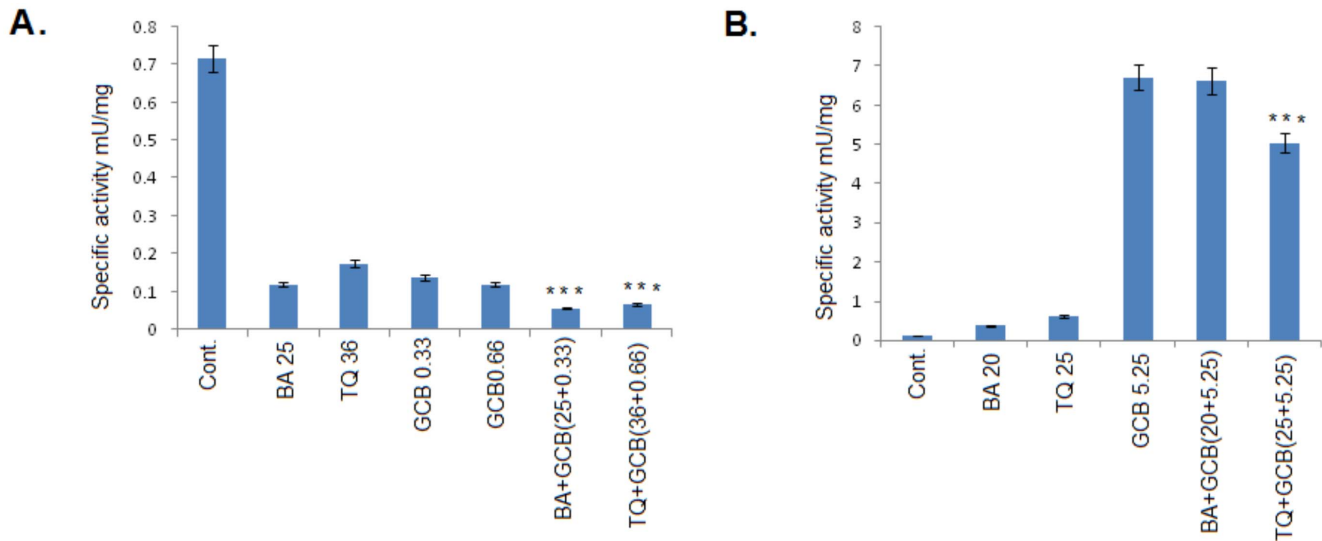 A.
Specific activity mU/mg
0.8
0.7
0.6
0.5
0.4
0.3
0.2
0.1
0
***
***
Cont.
BA 25
TQ 36
GCB 0.33
GCB0.66
BA+GCB(25+0.33)
TQ+GCB(36+0.66)
B.
Specific activity mU/mg
8
7
6
5
4
3
2
1
0
***
Cont.
BA 20
TQ 25
GCB 5.25
BA+GCB(20+5.25)
TQ+GCB(25+5.25)